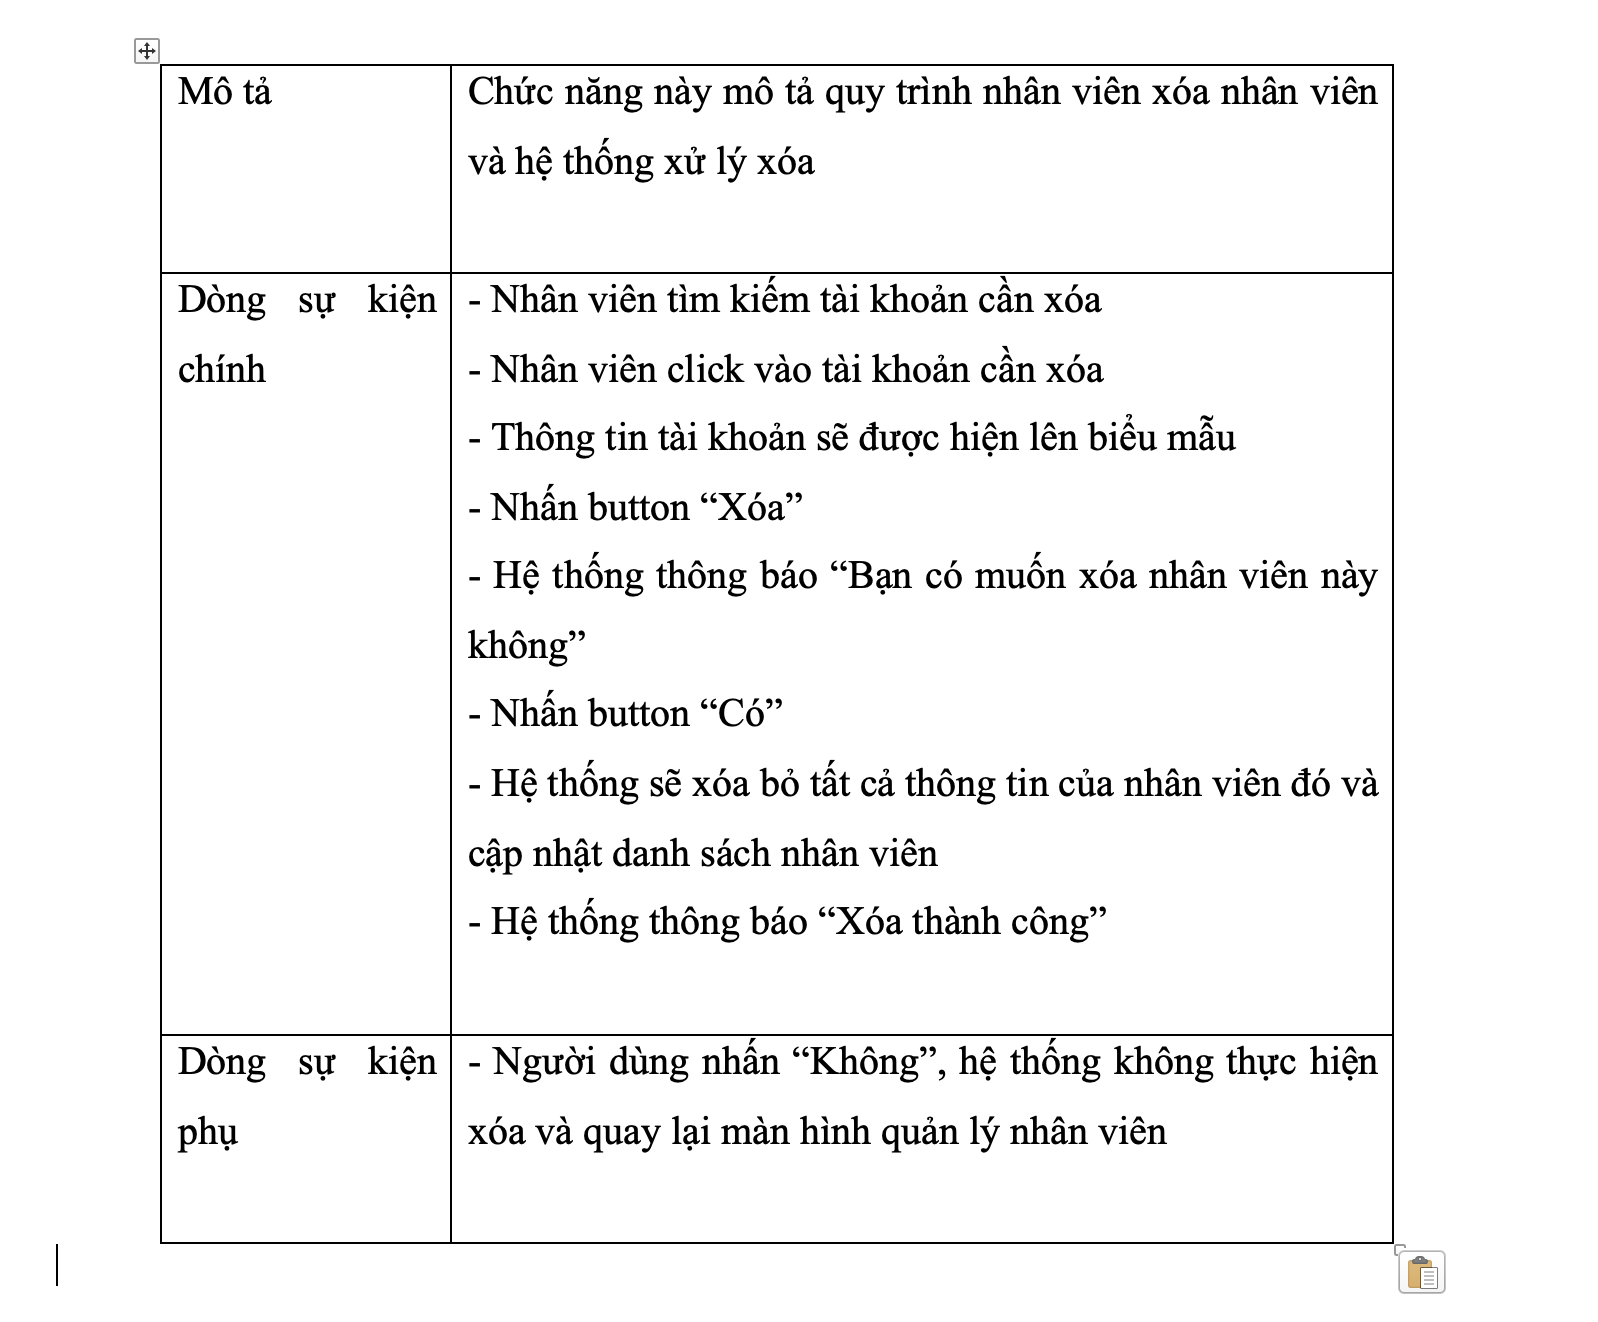 Mô tả
Chức năng này mô tả quy trình nhân viên xóa nhân viên
và hệ thống xử lý xóa
Dòng sự kiện
chính
- Nhân viên tìm kiếm tài khoản cần xóa
- Nhân viên click vào tài khoản cần xóa
- Thông tin tài khoản sẽ được hiện lên biểu mẫu
- Nhấn button “Xóa”
- Hệ thống thông báo “Bạn có muốn xóa nhân viên này
không”
- Nhấn button “Có”
- Hệ thống sẽ xóa bỏ tất cả thông tin của nhân viên đó và
cập nhật danh sách nhân viên
- Hệ thống thông báo “Xóa thành công”
Dòng sự kiện
phụ
- Người dùng nhấn “Không”, hệ thống không thực hiện
xóa và quay lại màn hình quản lý nhân viên